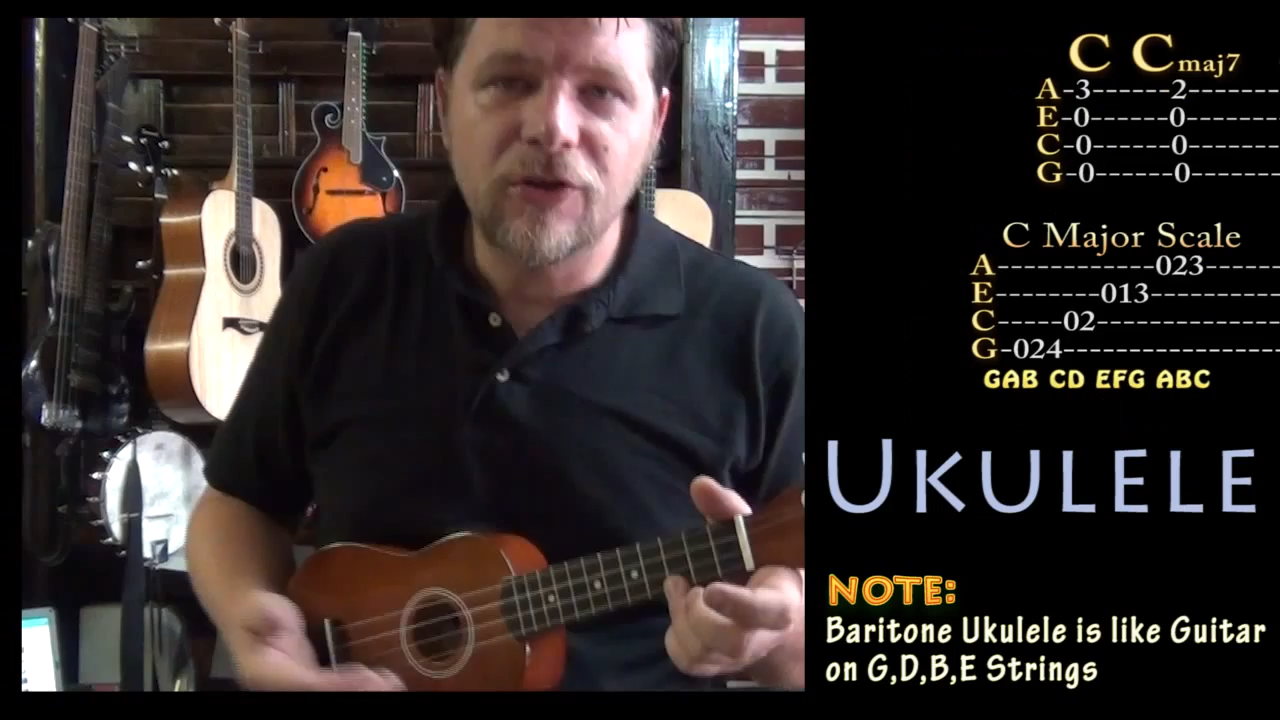 C Cmaj7
A-3------2-------
E-0------0-------
C-0------0-------
G-0------0-------
C Major Scale
A------------023-----
E--------013----------
C-----02--------------
G-024-----------------
GAB CD EFG ABC
UKULELE
NOTE:
Baritone Ukulele is like Guitar
on G,D,B,E Strings